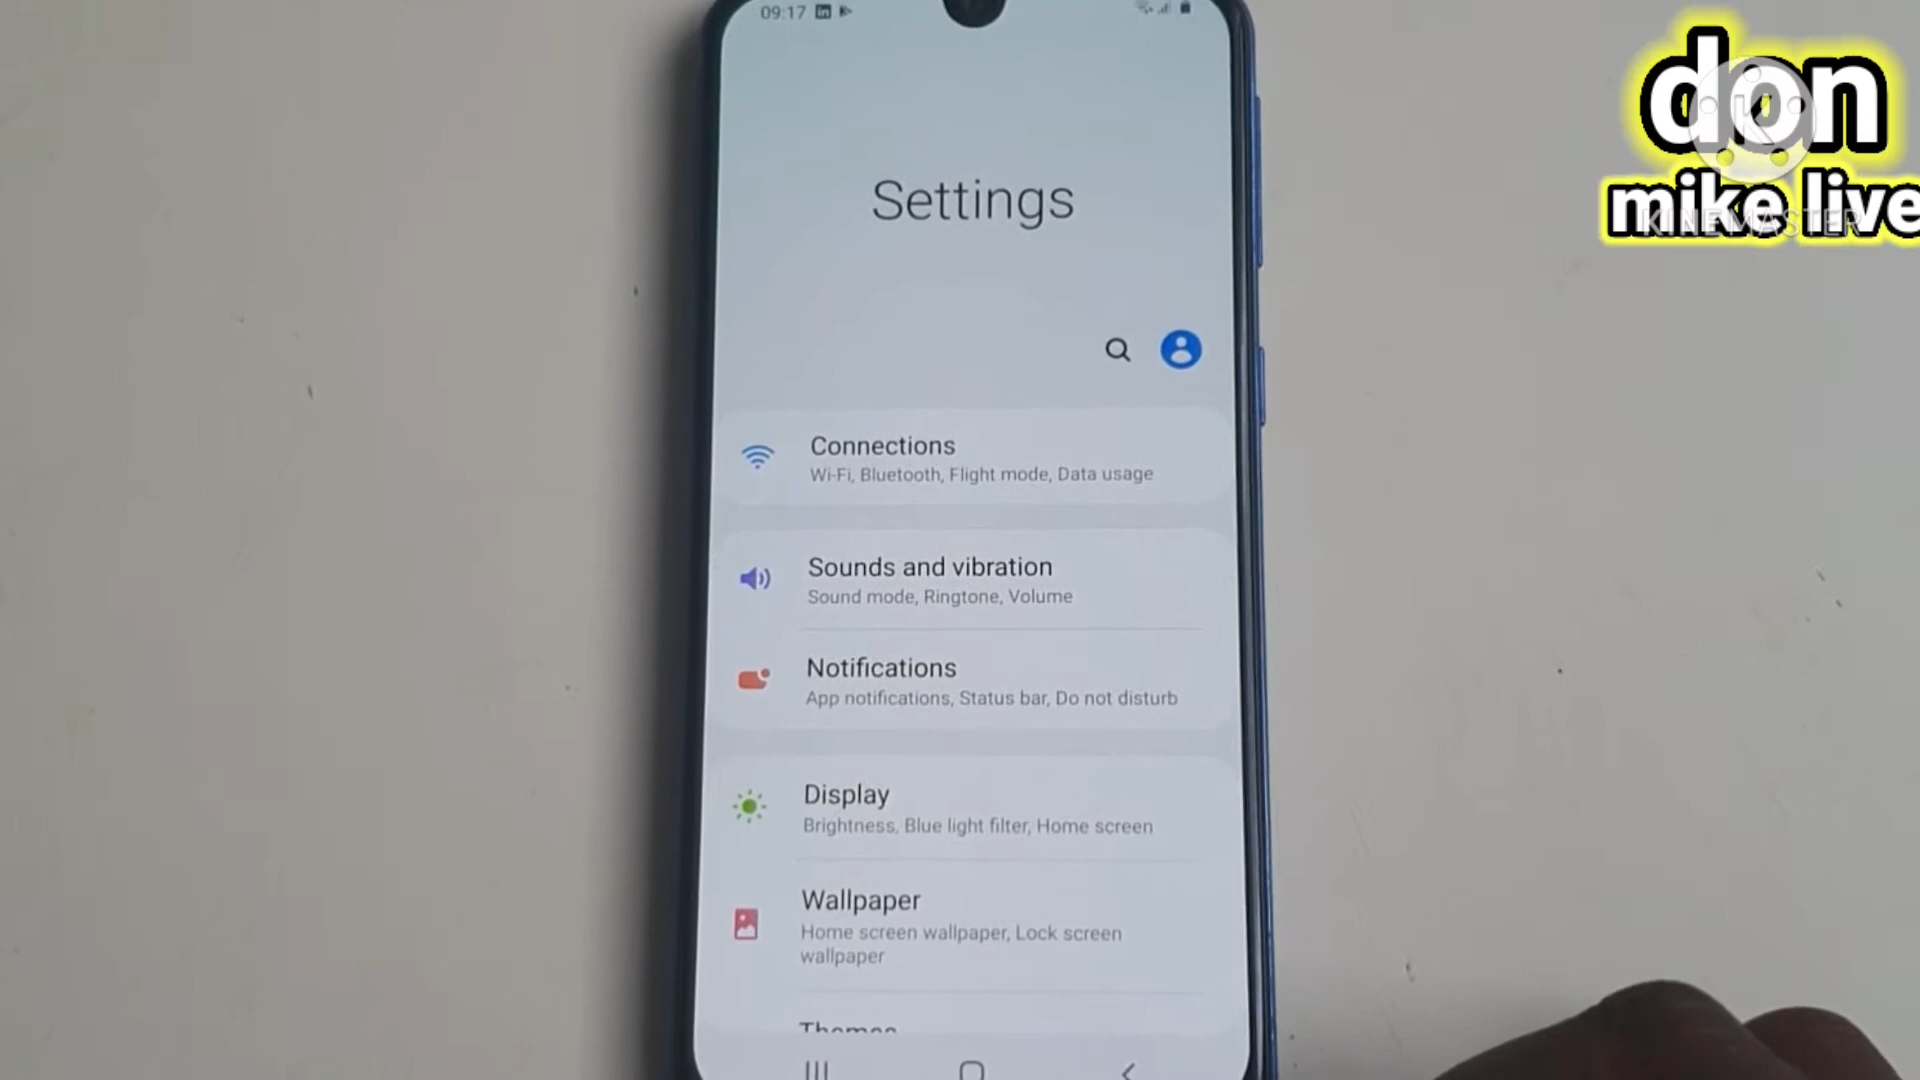 09:17
don
mike live
KINEMASTER
Settings
Connections
Wi-Fi, Bluetooth, Flight mode, Data usage
Sounds and vibration
Sound mode, Ringtone, Volume
Notifications
App notifications, Status bar, Do not disturb
Display
Brightness, Blue light filter, Home screen
Wallpaper
Home screen wallpaper, Lock screen
wallpaper
Themes